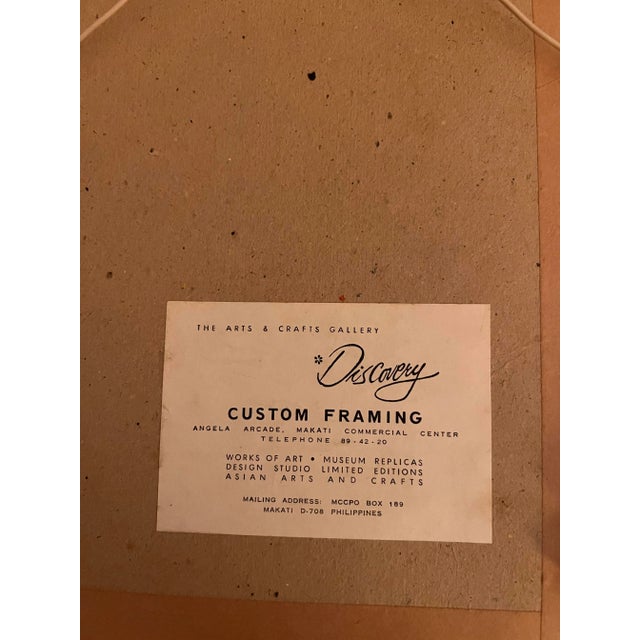 THE ARTS & CRAFTS GALLERY
*Discovery
CUSTOM FRAMING
ANGELA ARCADE, MAKATI COMMERCIAL CENTER
TELEPHONE 89-42-20
WORKS OF ART • MUSEUM REPLICAS
DESIGN STUDIO LIMITED EDITIONS
ASIAN ARTS AND CRAFTS
MAILING ADDRESS: MCCPO BOX 189
MAKATI D-708 PHILIPPINES